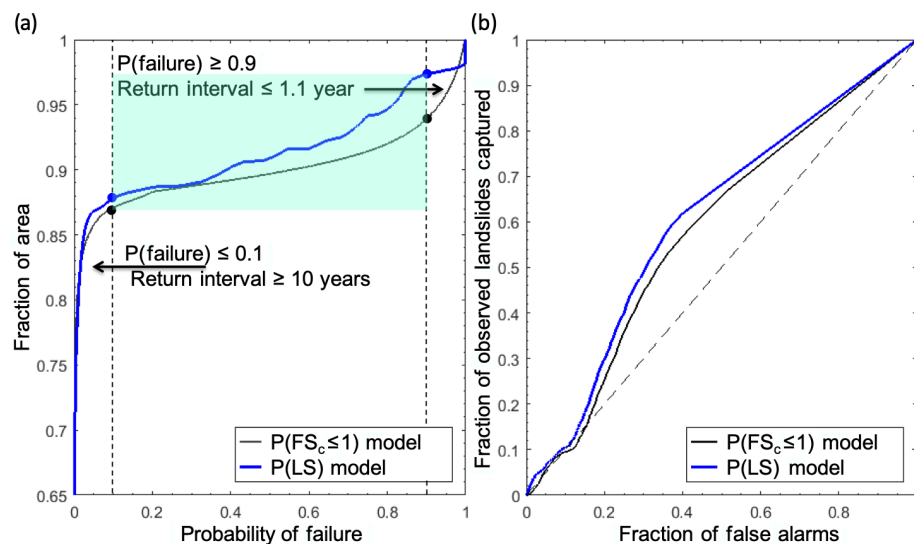 (a)
P(failure) ≥ 0.9
Return interval ≤ 1.1 year
P(failure) ≤ 0.1
Return interval ≥ 10 years
Fraction of area
1
0.95
0.9
0.85
0.8
0.75
0.7
0.65
0 0.2 0.4 0.6 0.8 1
Probability of failure
P(FSc≤1) model
P(LS) model
(b)
Fraction of observed landslides captured
1
0.9
0.8
0.7
0.6
0.5
0.4
0.3
0.2
0.1
0
0 0.2 0.4 0.6 0.8
Fraction of false alarms
P(FSc≤1) model
P(LS) model